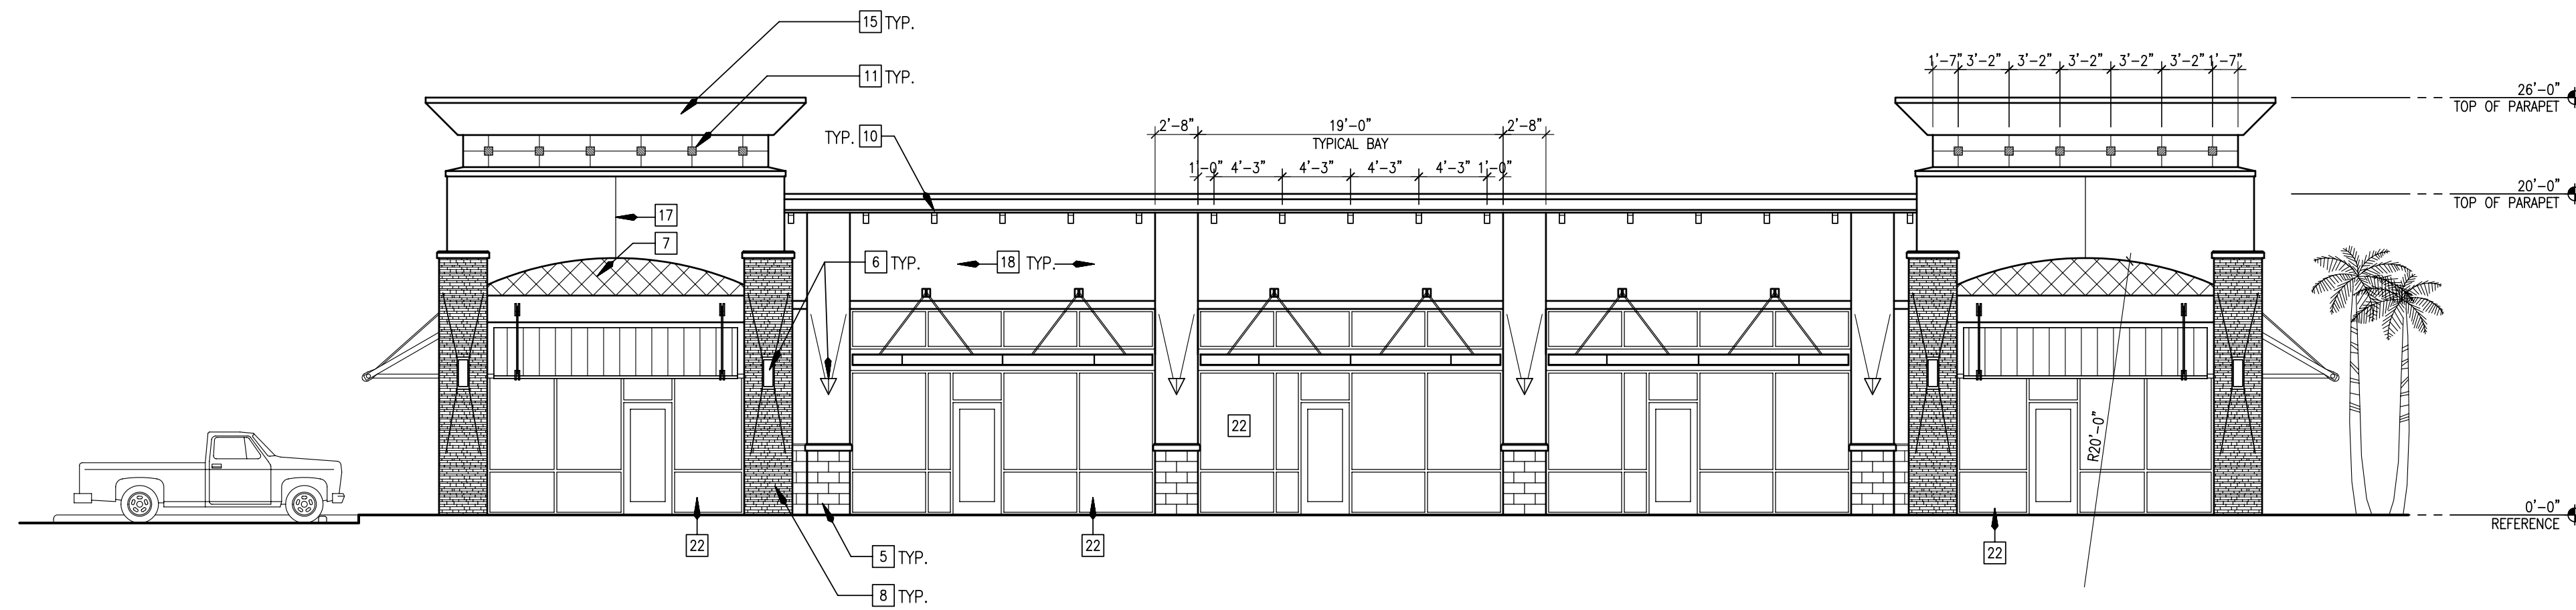 15 TYP.
11 TYP.
1'-7" 3'-2" 3'-2" 3'-2" 3'-2" 3'-2" 1'-7"
26'-0"
TOP OF PARAPET
TYP. 10
2'-8" 19'-0" 2'-8"
TYPICAL BAY
1'-0" 4'-3" 4'-3" 4'-3" 4'-3" 1'-0"
20'-0"
TOP OF PARAPET
17
7
6 TYP.
18 TYP.
22
R20'-0"
0'-0"
REFERENCE
22
22
22
5 TYP.
8 TYP.